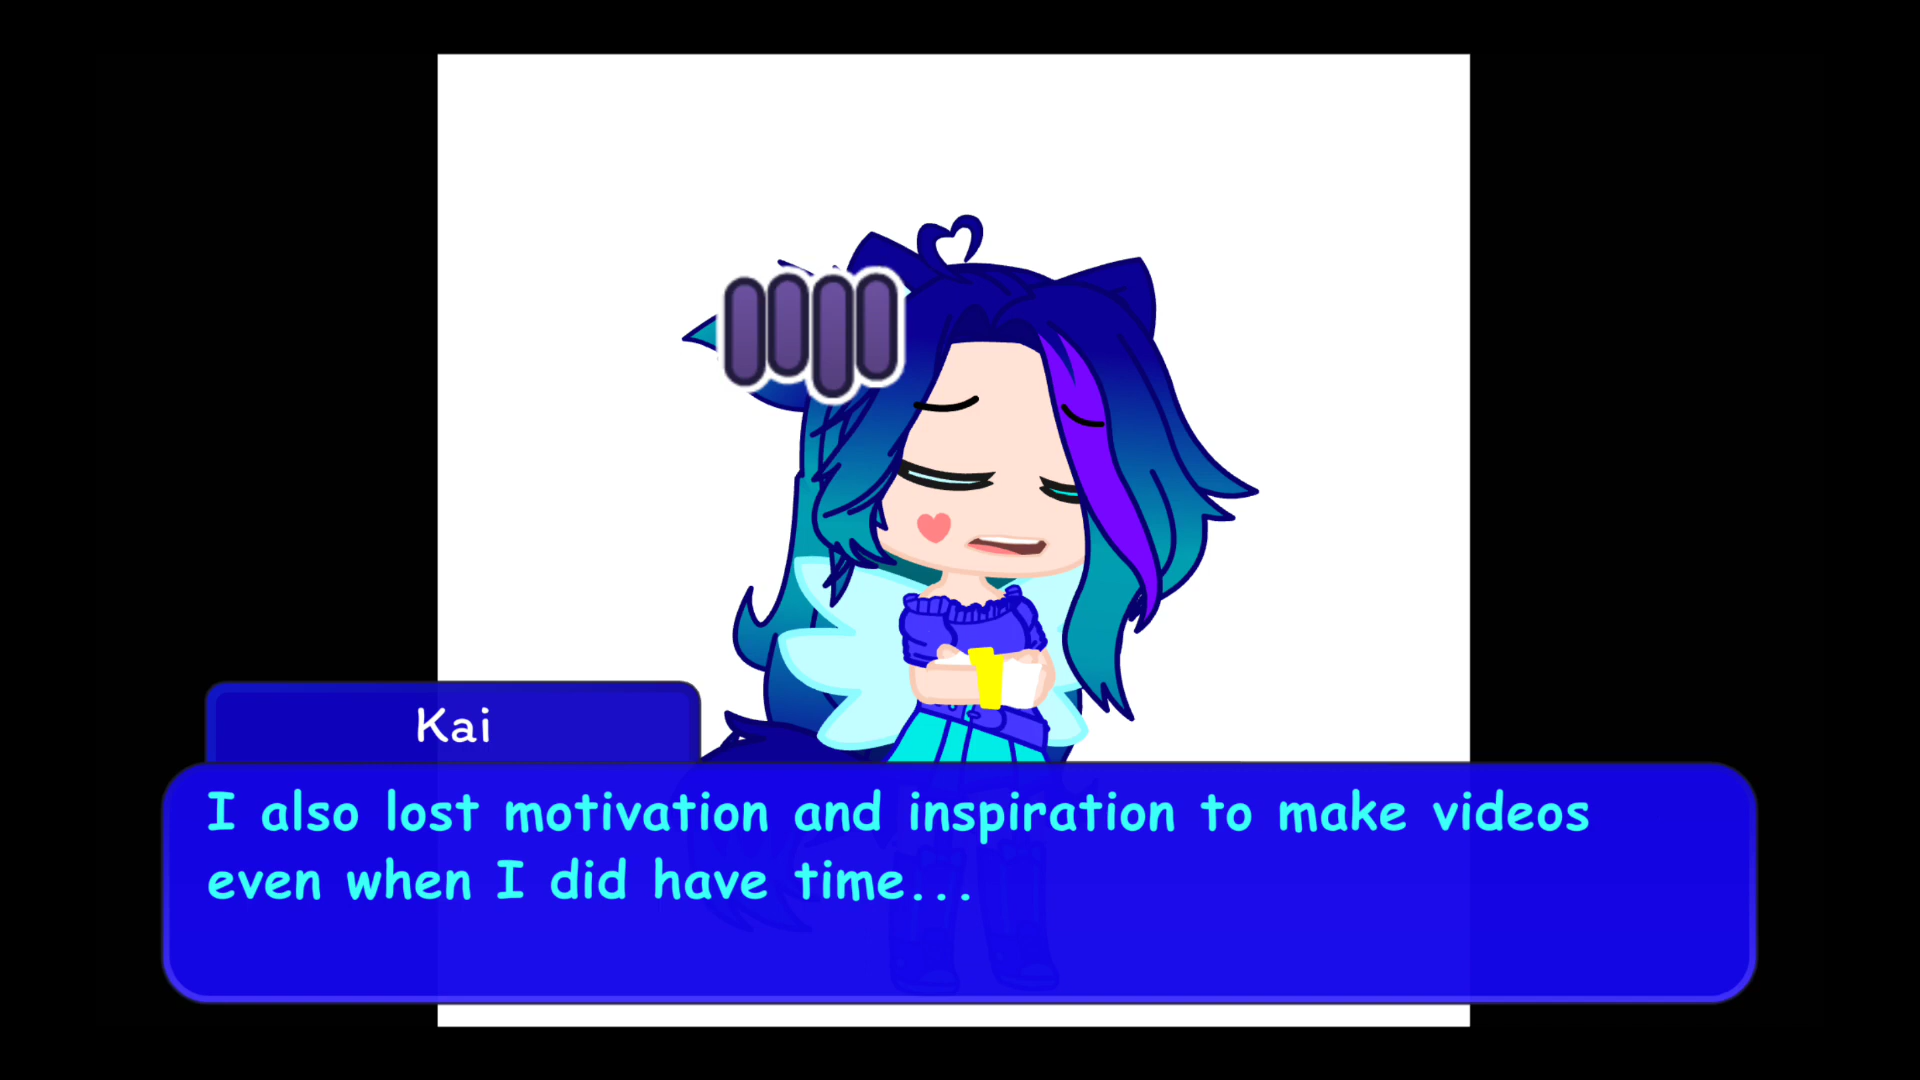 Kai
I also lost motivation and inspiration to make videos
even when I did have time...